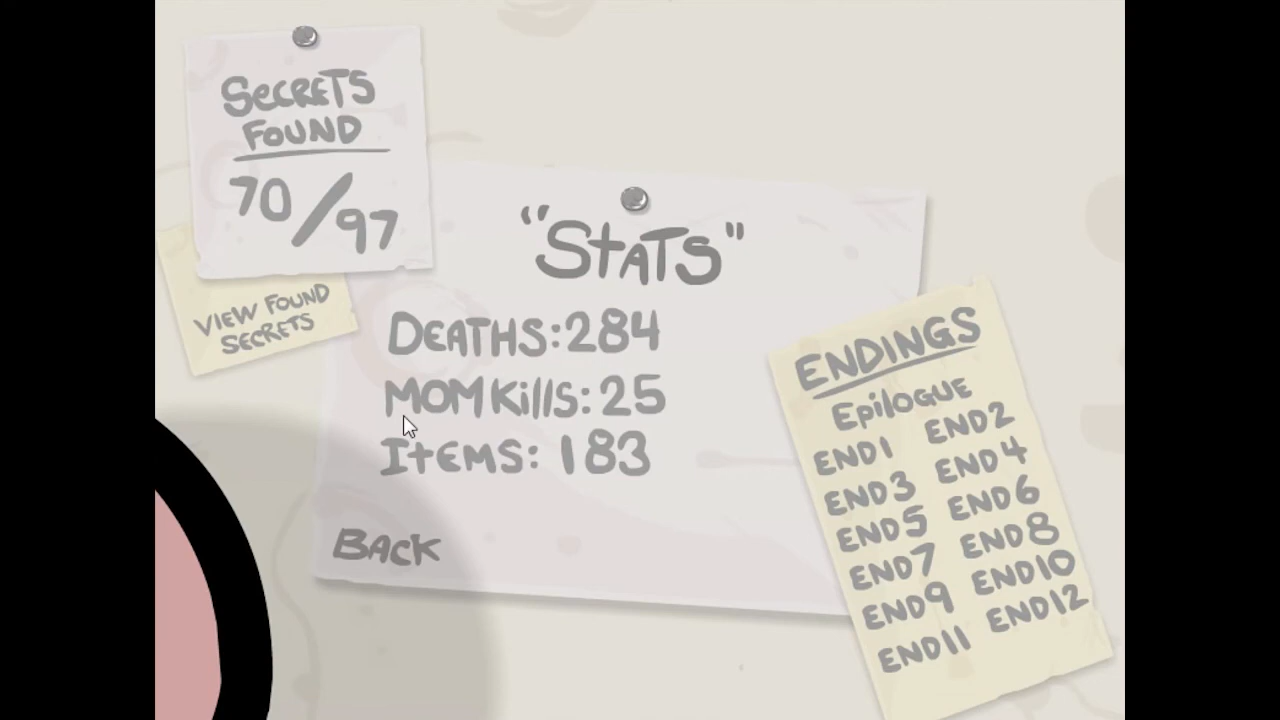 SECRETS
FOUND
70/97
VIEW FOUND
SECRETS
"STATS"
DEATHS:284
MOM Kills:25
ITEMS: 183
BACK
ENDINGS
EpilOGUE
END1 END2
END3 END4
END5 END6
END7 END8
END9 END10
END11 END12